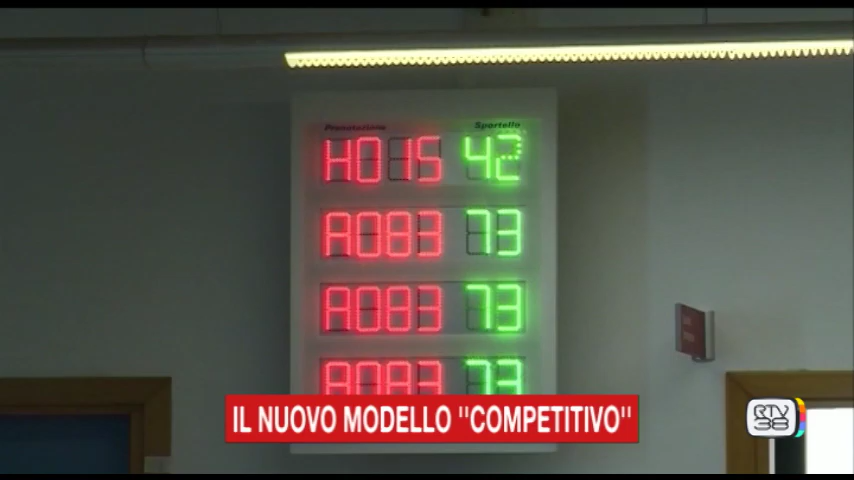 Prenotazione Sportello
H015 42
A083 73
A083 73
A083 73
IL NUOVO MODELLO "COMPETITIVO"
RTV
38